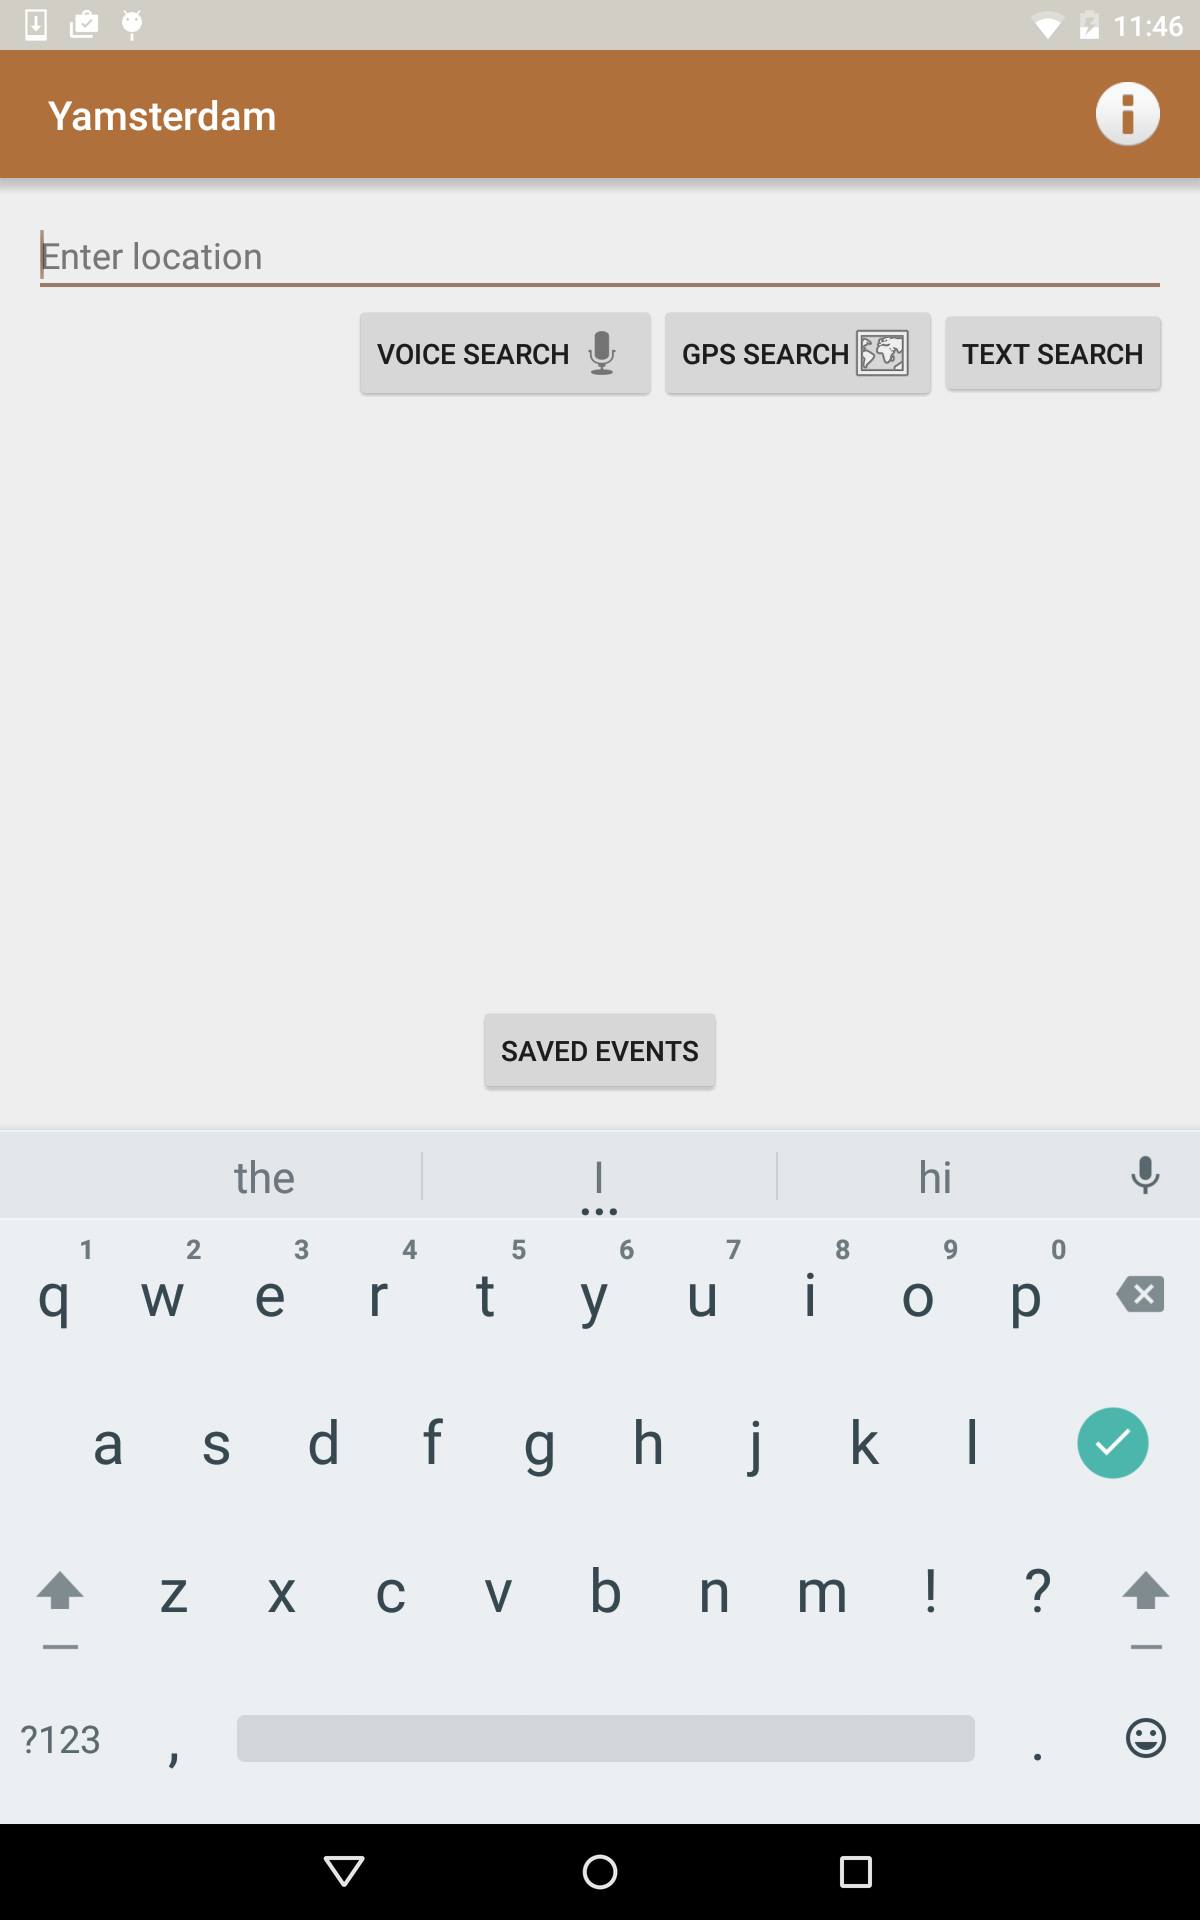 11:46
Yamsterdam
Enter location
VOICE SEARCH GPS SEARCH TEXT SEARCH
SAVED EVENTS
the I hi
1 2 3 4 5 6 7 8 9 0
q w e r t y u i o p
a s d f g h j k l
z x c v b n m ! ?
?123 , .